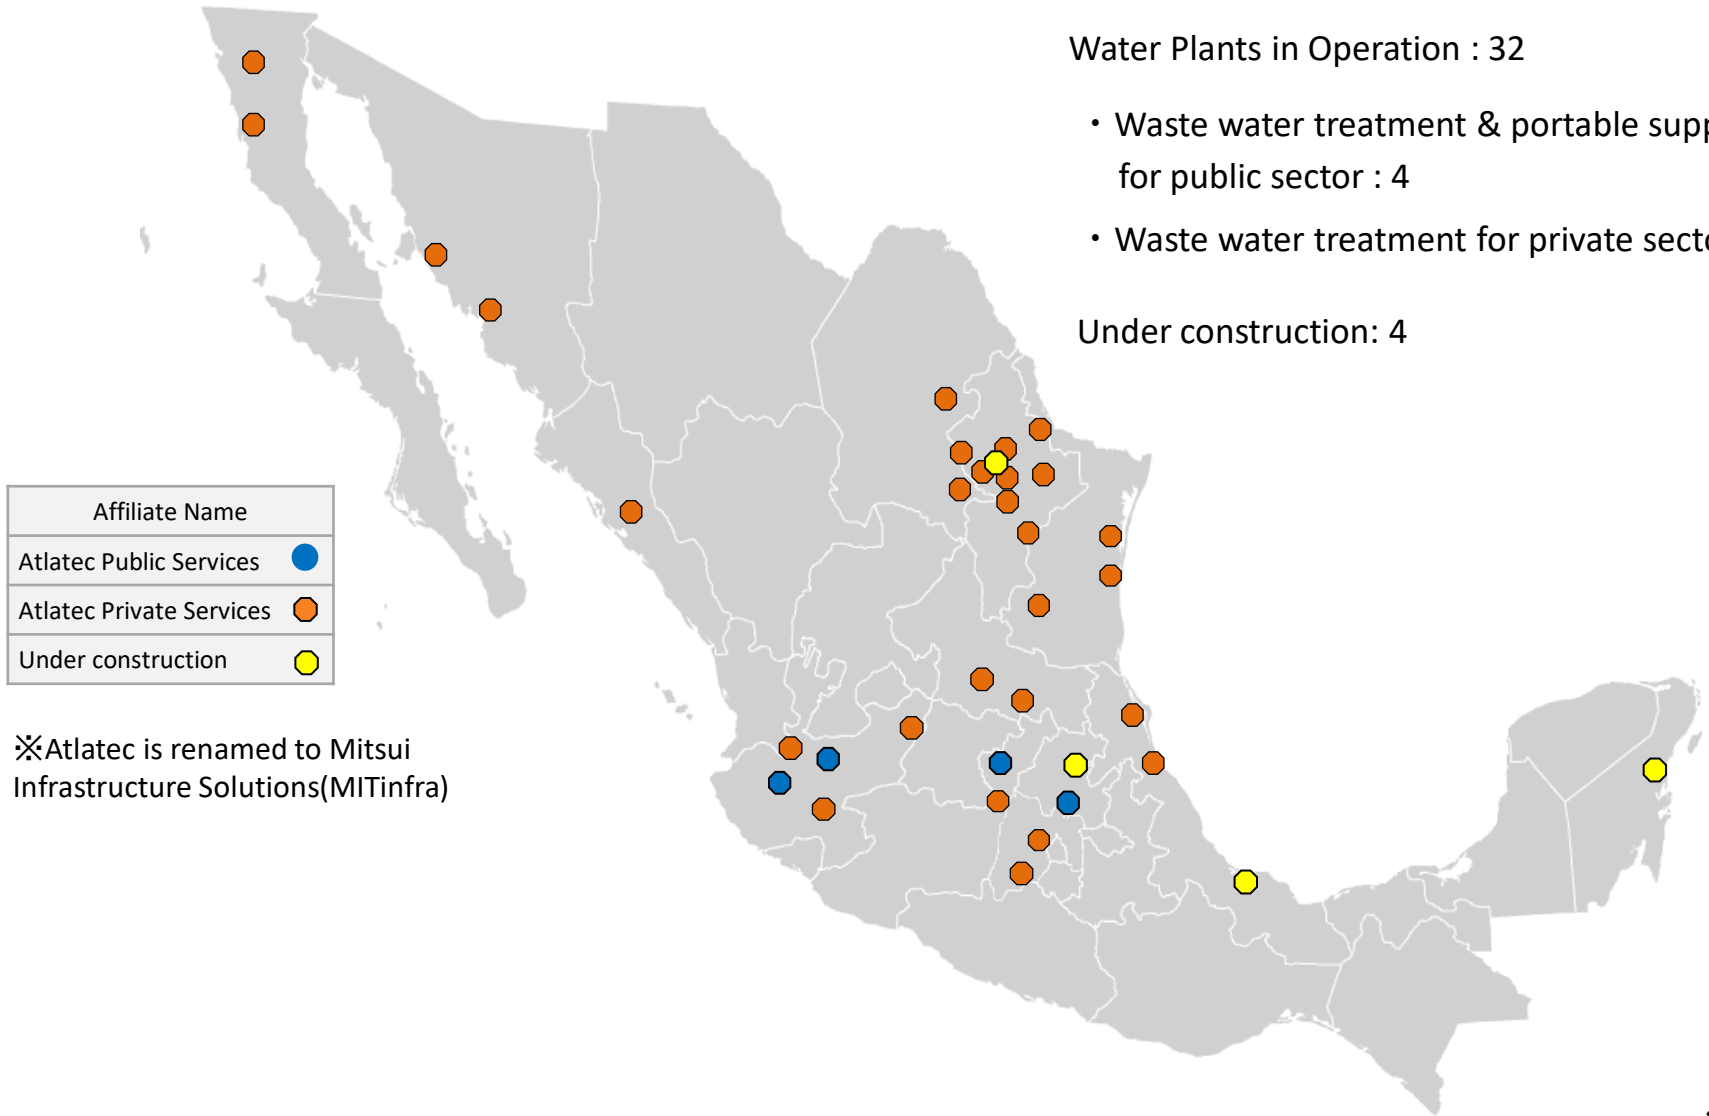 Water Plants in Operation : 32
・Waste water treatment & portable
for public sector : 4
・Waste water treatment for private
Under construction: 4
Affiliate Name
Atlatec Public Services
Atlatec Private Services
Under construction
※Atlatec is renamed to Mitsui
Infrastructure Solutions(MITinfra)